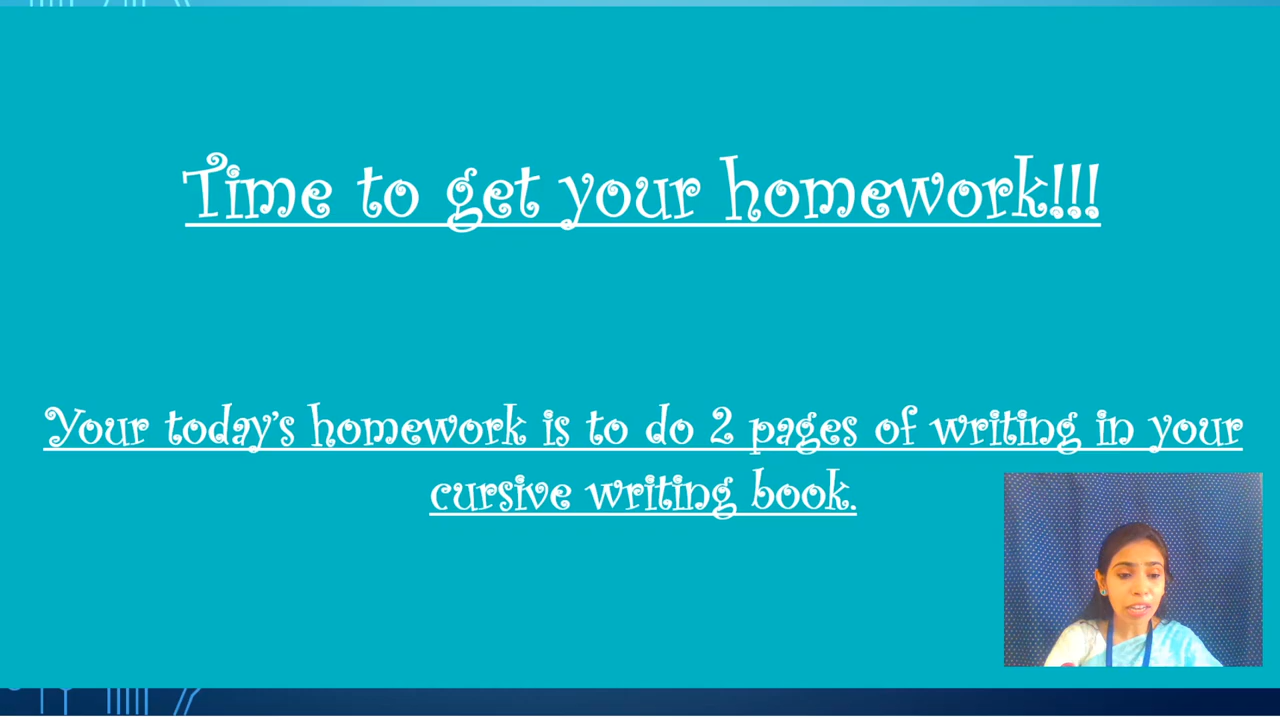 Time to get your homework!!!
Your today's homework is to do 2 pages of writing in your
cursive writing book.